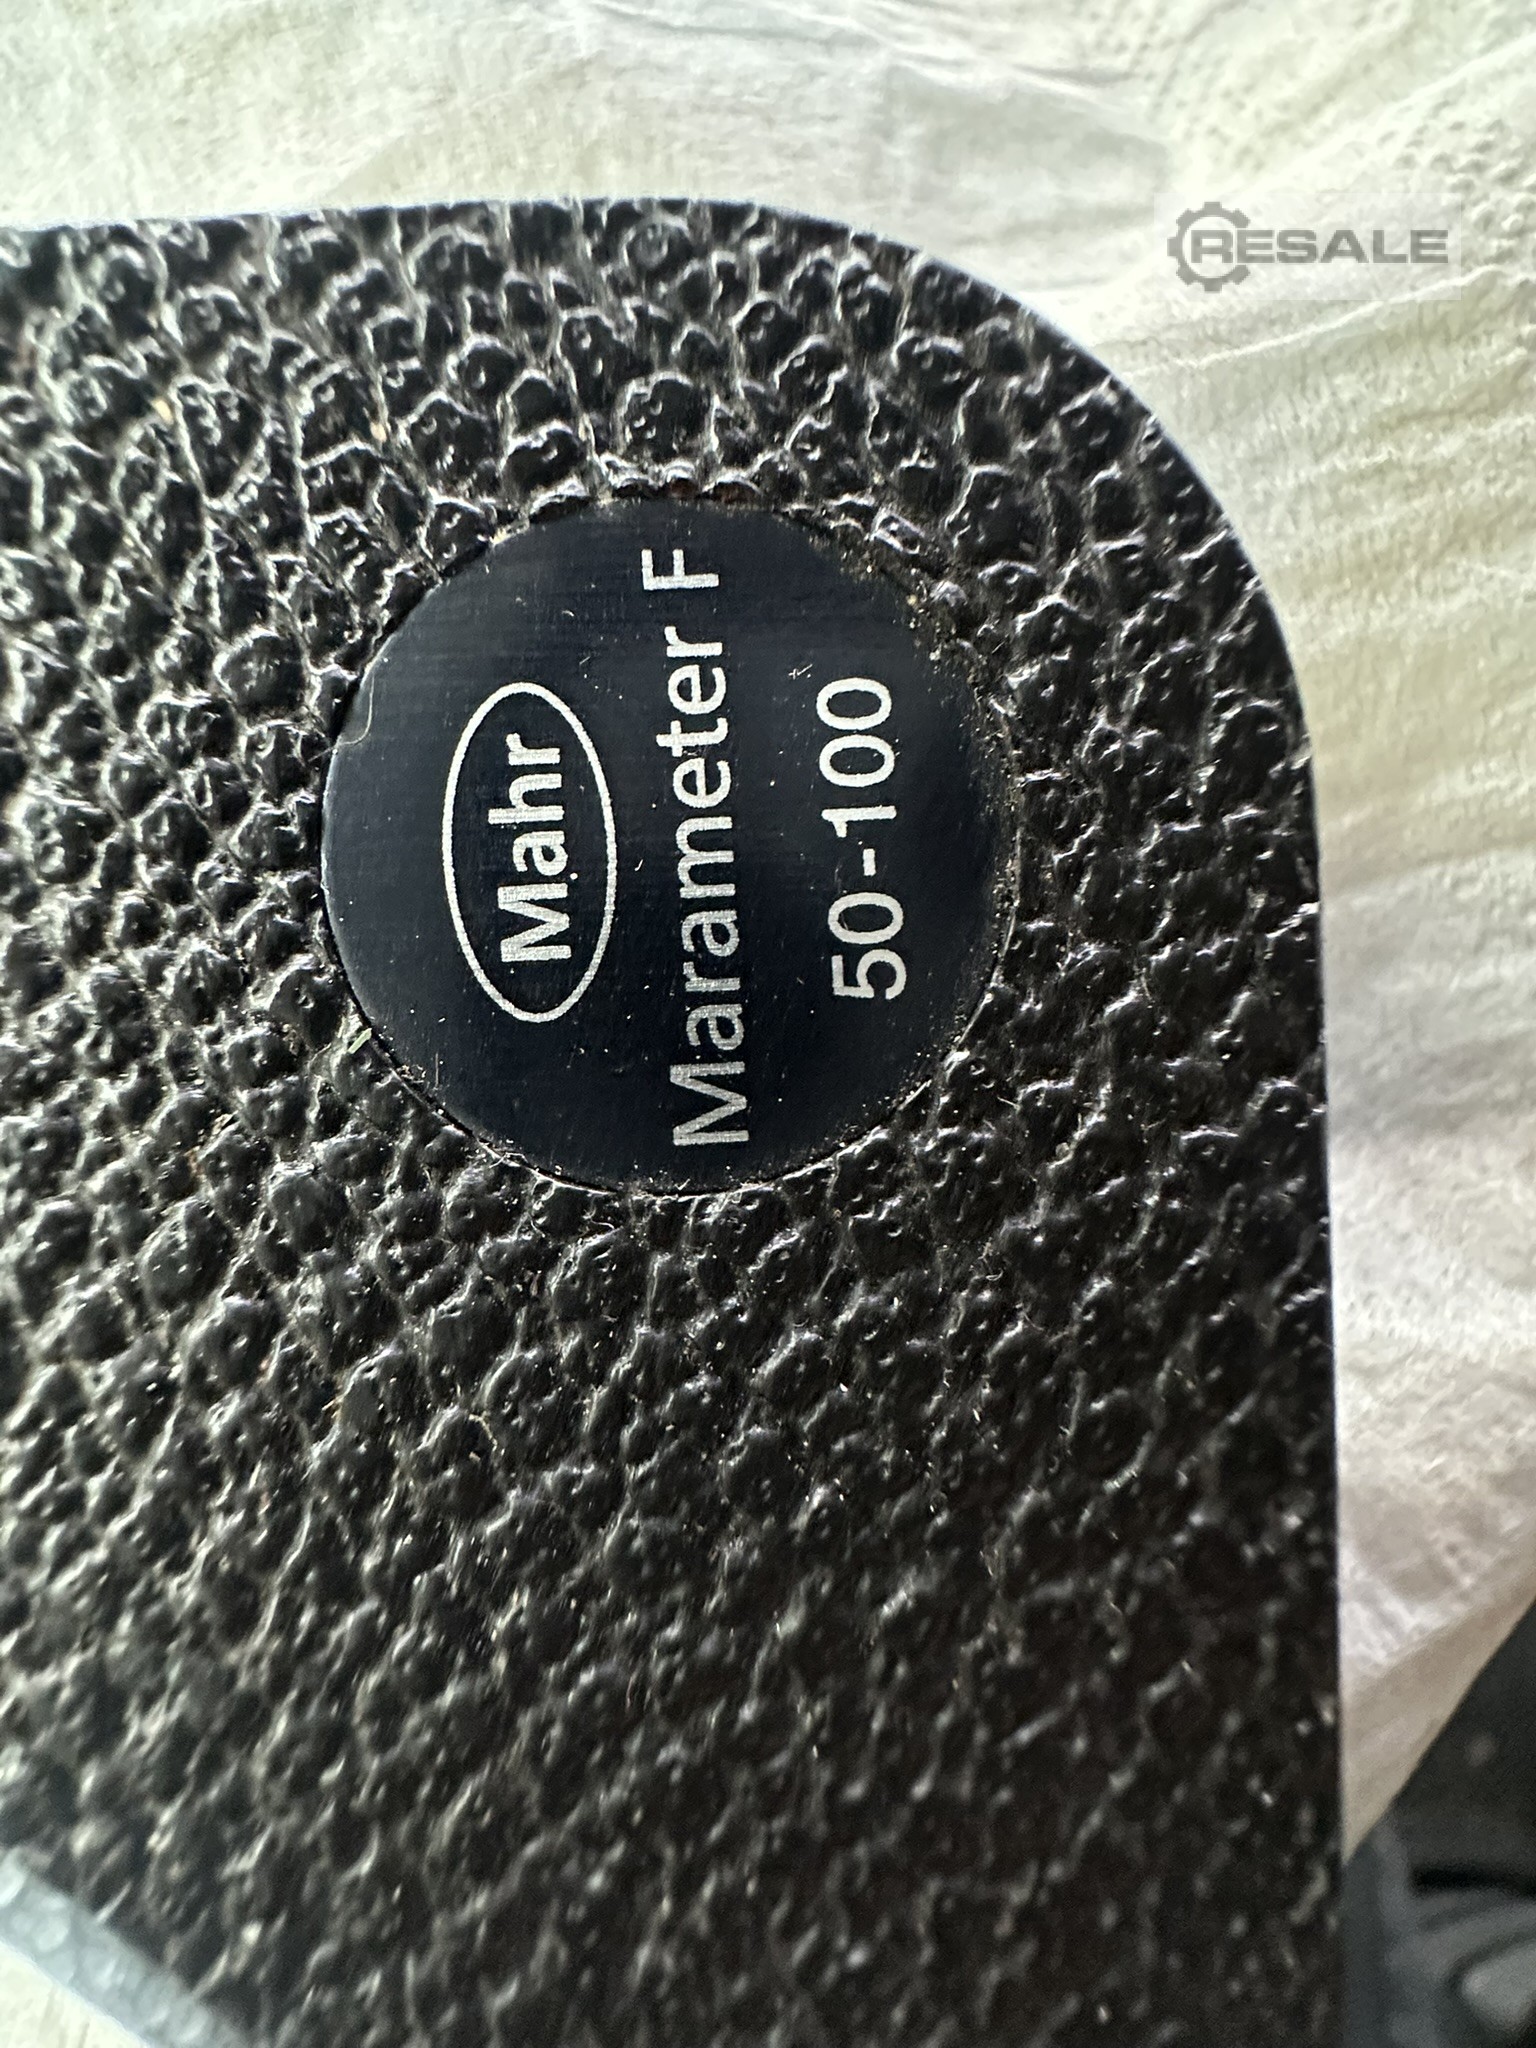 Mahr
Marameter F
50-100
RESALE